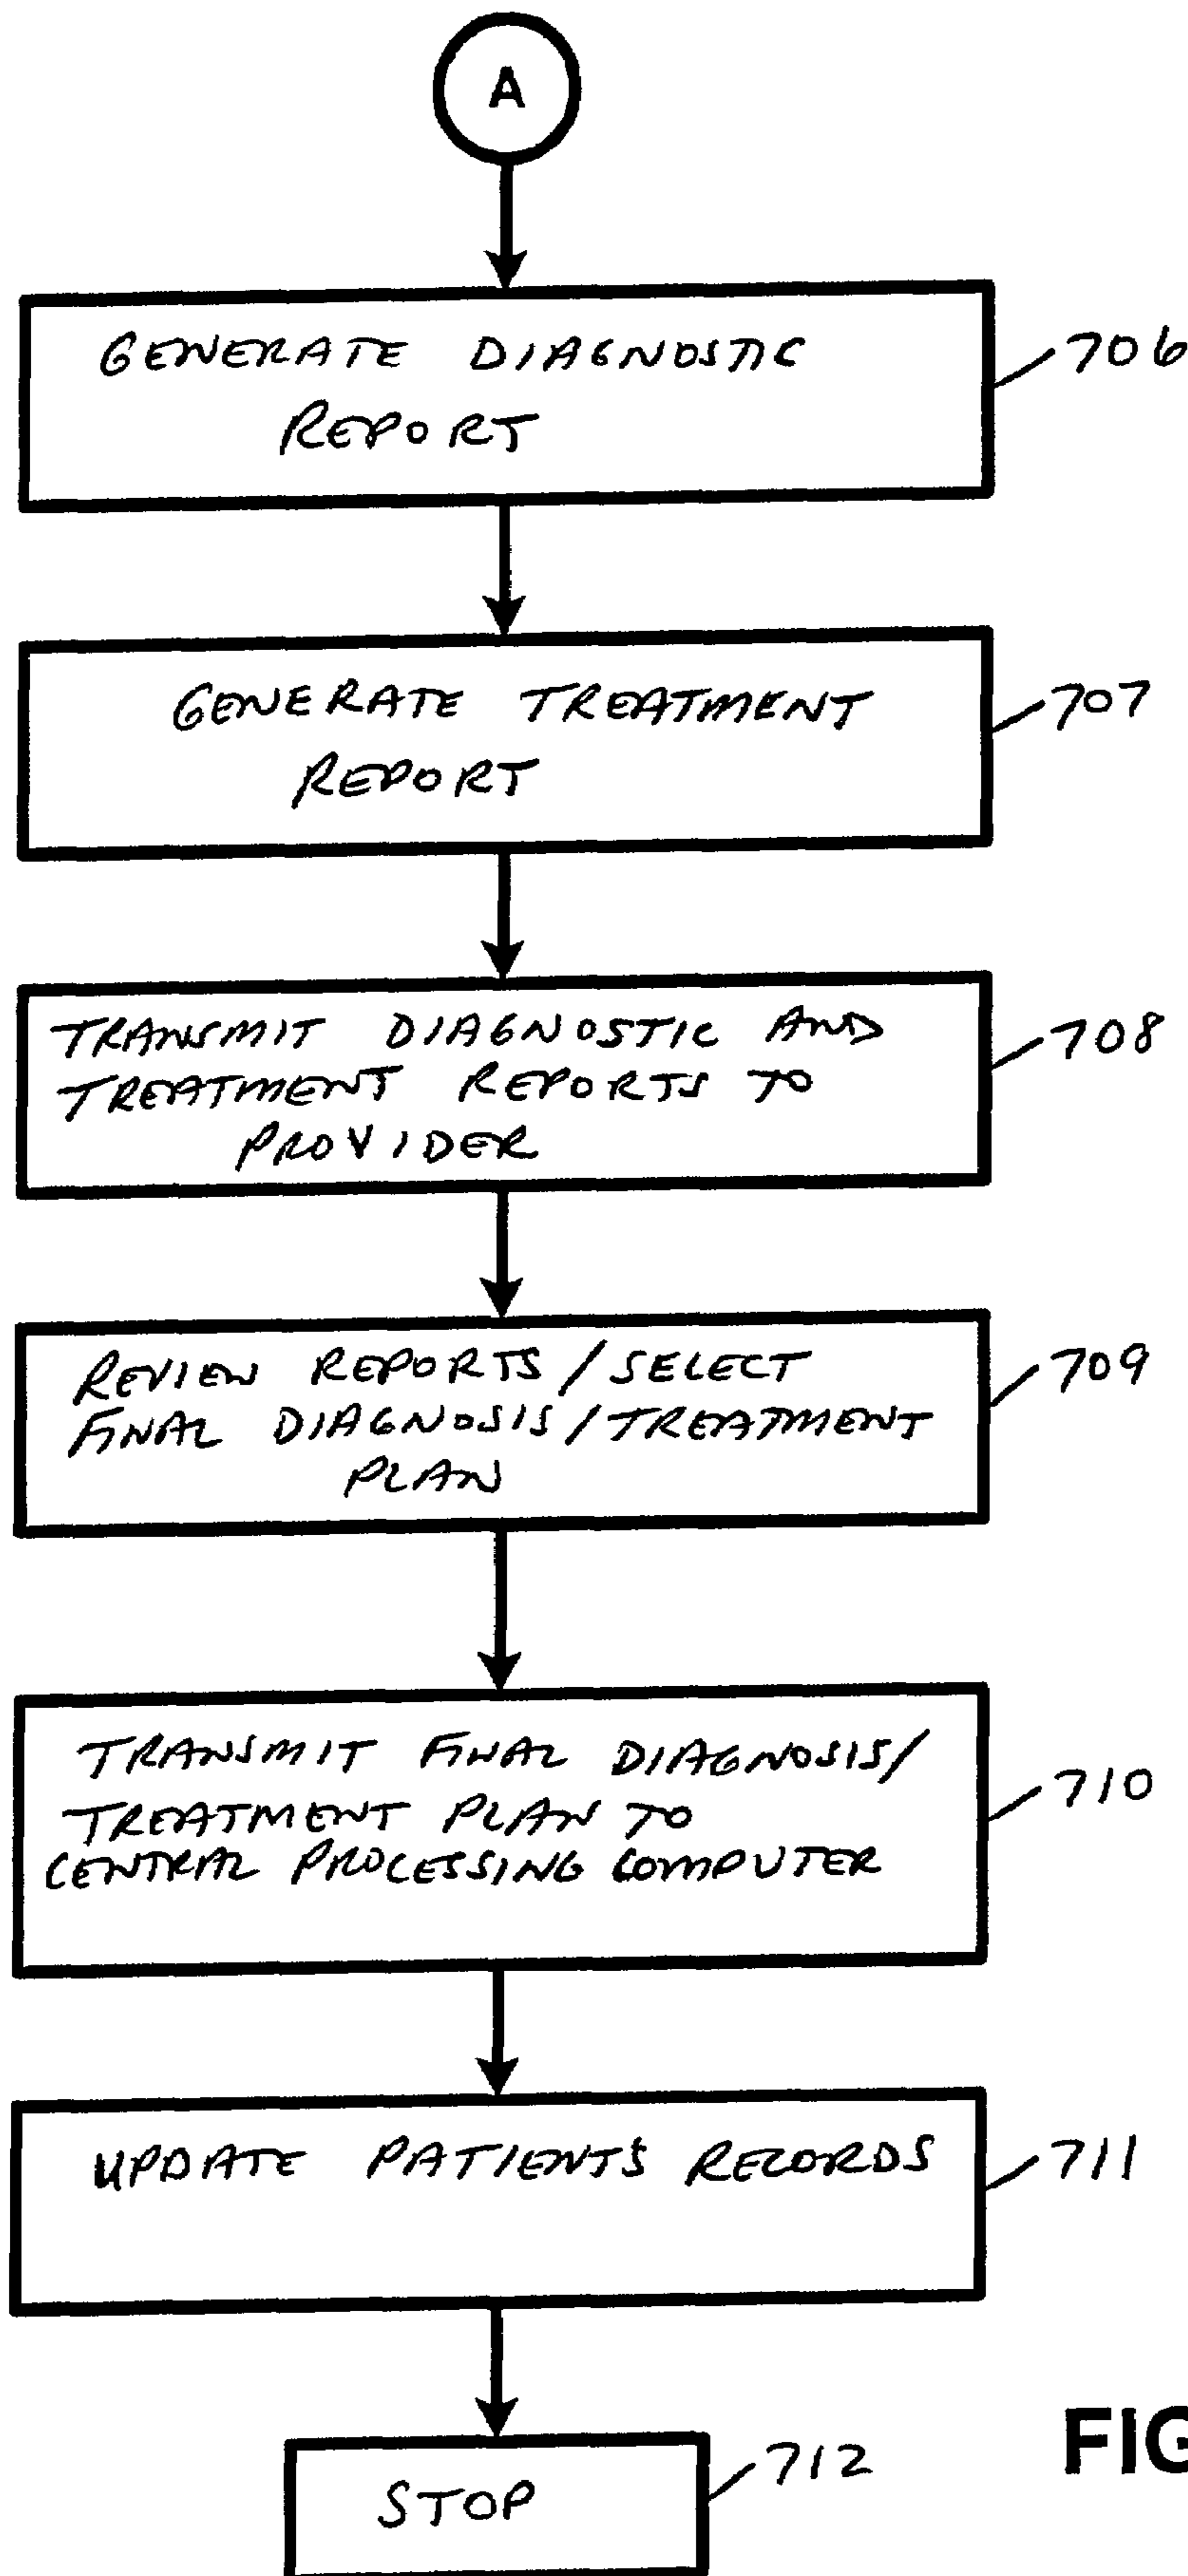 A
GENERATE DIAGNOSTIC
REPORT
706
GENERATE TREATMENT
REPORT
707
TRANSMIT DIAGNOSTIC AND
TREATMENT REPORTS TO
PROVIDER
708
REVIEW REPORTS / SELECT
FINAL DIAGNOSIS / TREATMENT
PLAN
709
TRANSMIT FINAL DIAGNOSIS/
TREATMENT PLAN TO
CENTRAL PROCESSING COMPUTER
710
UPDATE PATIENT'S RECORDS
711
STOP
712
FIG